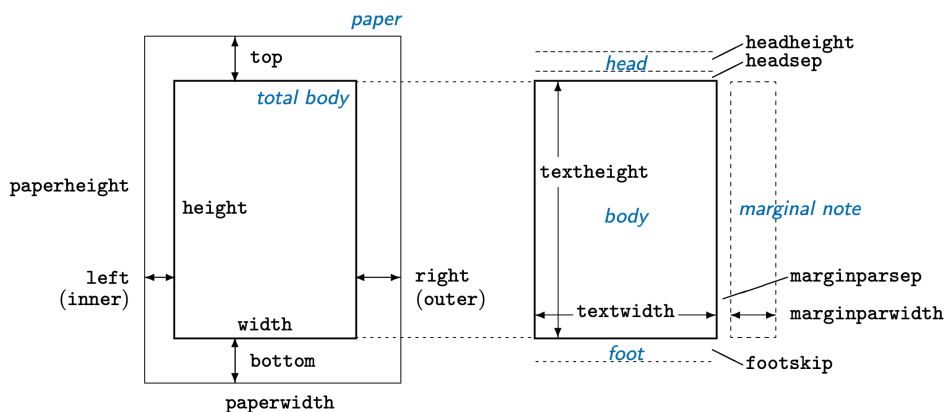 paper
top
total body
paperheight
height
left
(inner)
right
(outer)
width
bottom
paperwidth
headheight
head
headsep
textheight
body
marginal note
marginparsep
textwidth
marginparwidth
foot
footskip